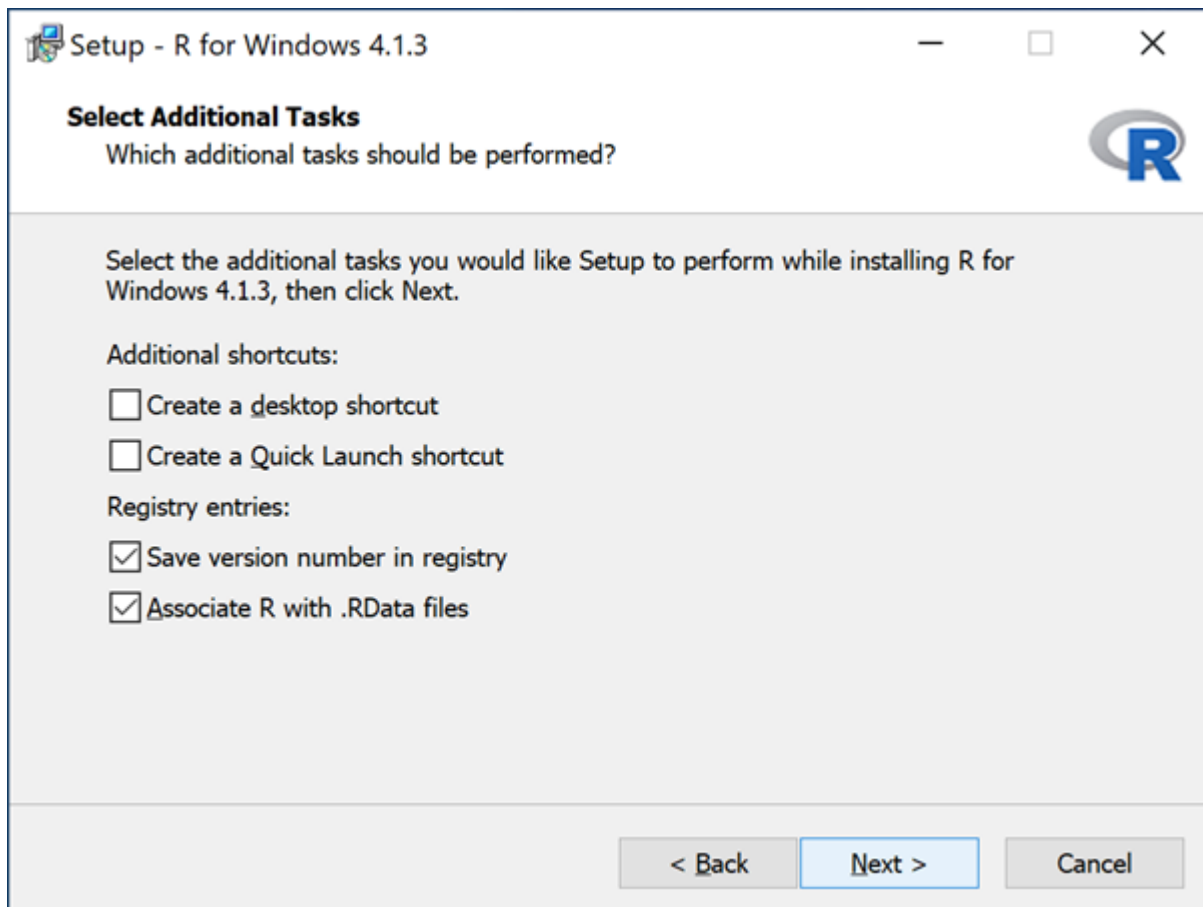 Setup - R for Windows 4.1.3
Select Additional Tasks
Which additional tasks should be performed?
R
Select the additional tasks you would like Setup to perform while installing R for
Windows 4.1.3, then click Next.
Additional shortcuts:
Create a desktop shortcut
Create a Quick Launch shortcut
Registry entries:
Save version number in registry
Associate R with .RData files
< Back
Next >
Cancel